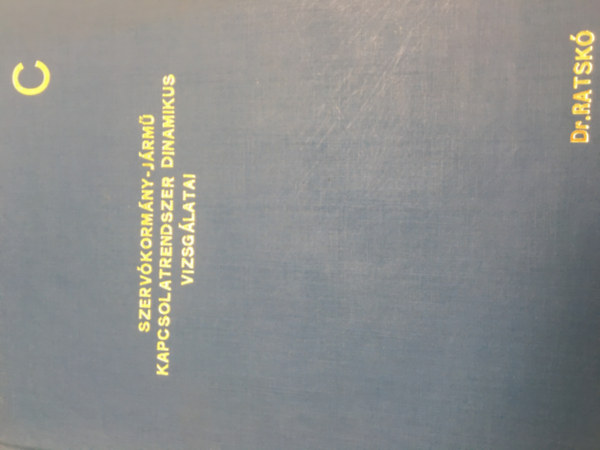 C
SZERVÓKORMÁNY-JÁRMŰ
KAPCSOLATRENDSZER DINAMIKUS
VIZSGÁLATAI
Dr.RATSKÓ